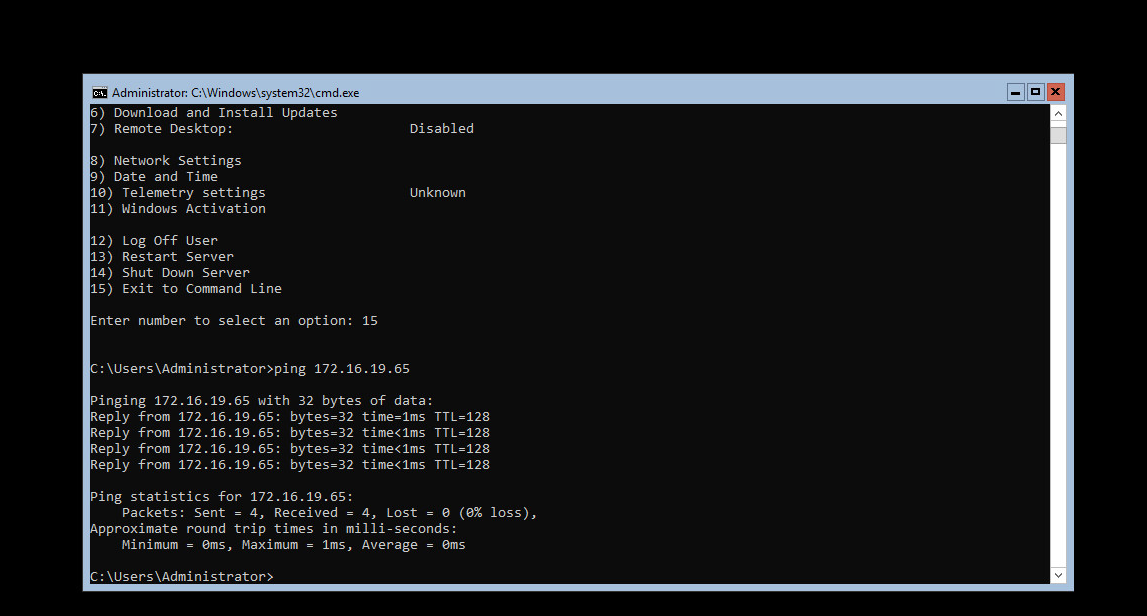 Administrator: C:\Windows\system32\cmd.exe
6) Download and Install Updates
7) Remote Desktop: Disabled
8) Network Settings
9) Date and Time
10) Telemetry settings Unknown
11) Windows Activation
12) Log Off User
13) Restart Server
14) Shut Down Server
15) Exit to Command Line
Enter number to select an option: 15
C:\Users\Administrator>ping 172.16.19.65
Pinging 172.16.19.65 with 32 bytes of data:
Reply from 172.16.19.65: bytes=32 time=1ms TTL=128
Reply from 172.16.19.65: bytes=32 time<1ms TTL=128
Reply from 172.16.19.65: bytes=32 time<1ms TTL=128
Reply from 172.16.19.65: bytes=32 time<1ms TTL=128
Ping statistics for 172.16.19.65:
Packets: Sent = 4, Received = 4, Lost = 0 (0% loss),
Approximate round trip times in milli-seconds:
Minimum = 0ms, Maximum = 1ms, Average = 0ms
C:\Users\Administrator>